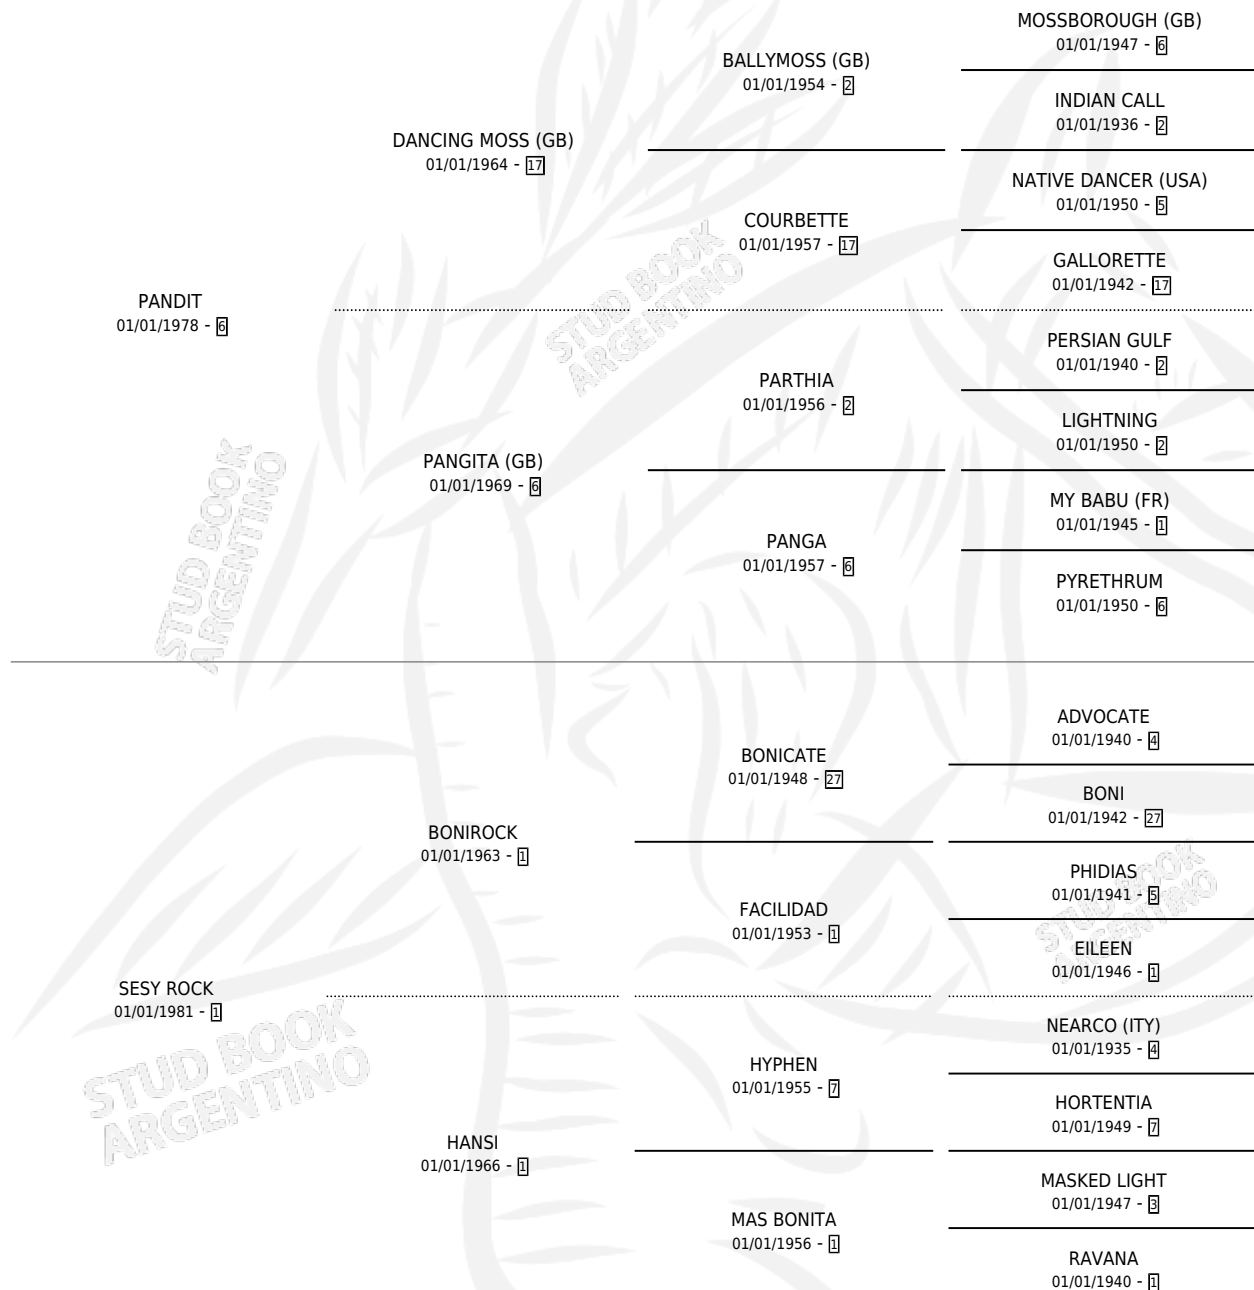 MOSSBOROUGH (GB)
01/01/1947 - 6
BALLYMOSS (GB)
01/01/1954 - 2
INDIAN CALL
01/01/1936 - 2
DANCING MOSS (GB)
01/01/1964 - 17
NATIVE DANCER (USA)
01/01/1950 - 5
COURBETTE
01/01/1957 - 17
GALLORETTE
01/01/1942 - 17
PANDIT
01/01/1978 - 6
PERSIAN GULF
01/01/1940 - 2
PARTHIA
01/01/1956 - 2
LIGHTNING
01/01/1950 - 2
PANGITA (GB)
01/01/1969 - 6
MY BABU (FR)
01/01/1945 - 1
PANGA
01/01/1957 - 6
PYRETHRUM
01/01/1950 - 6
ADVOCATE
01/01/1940 - 4
BONICATE
01/01/1948 - 27
BONI
01/01/1942 - 27
BONIROCK
01/01/1963 - 1
PHIDIAS
01/01/1941 - 5
FACILIDAD
01/01/1953 - 1
EILEEN
01/01/1946 - 1
SESY ROCK
01/01/1981 - 1
NEARCO (ITY)
01/01/1935 - 4
HYPHEN
01/01/1955 - 7
HORTENTIA
01/01/1949 - 7
HANSI
01/01/1966 - 1
MASKED LIGHT
01/01/1947 - 3
MAS BONITA
01/01/1956 - 1
RAVANA
01/01/1940 - 1
STUD BOOK
ARGENTINO
STUD BOOK
ARGENTINO
STUD BOOK
ARGENTINO
STUD BOOK
ARGENTINO